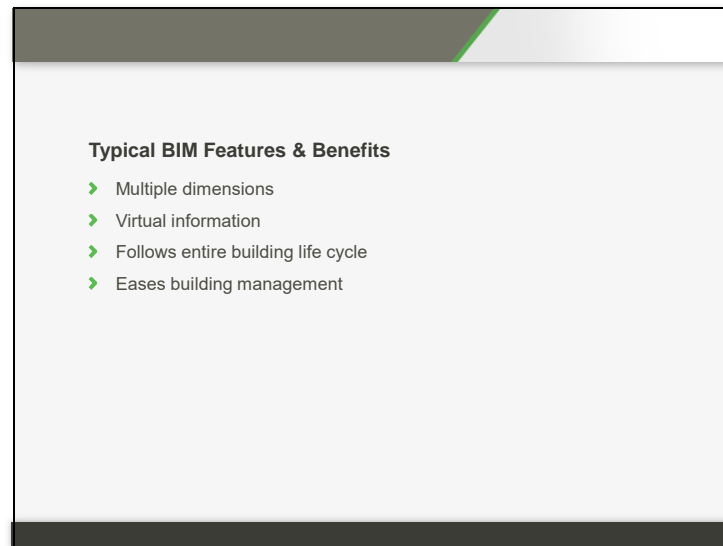 Typical BIM Features & Benefits
Multiple dimensions
Virtual information
Follows entire building life cycle
Eases building management